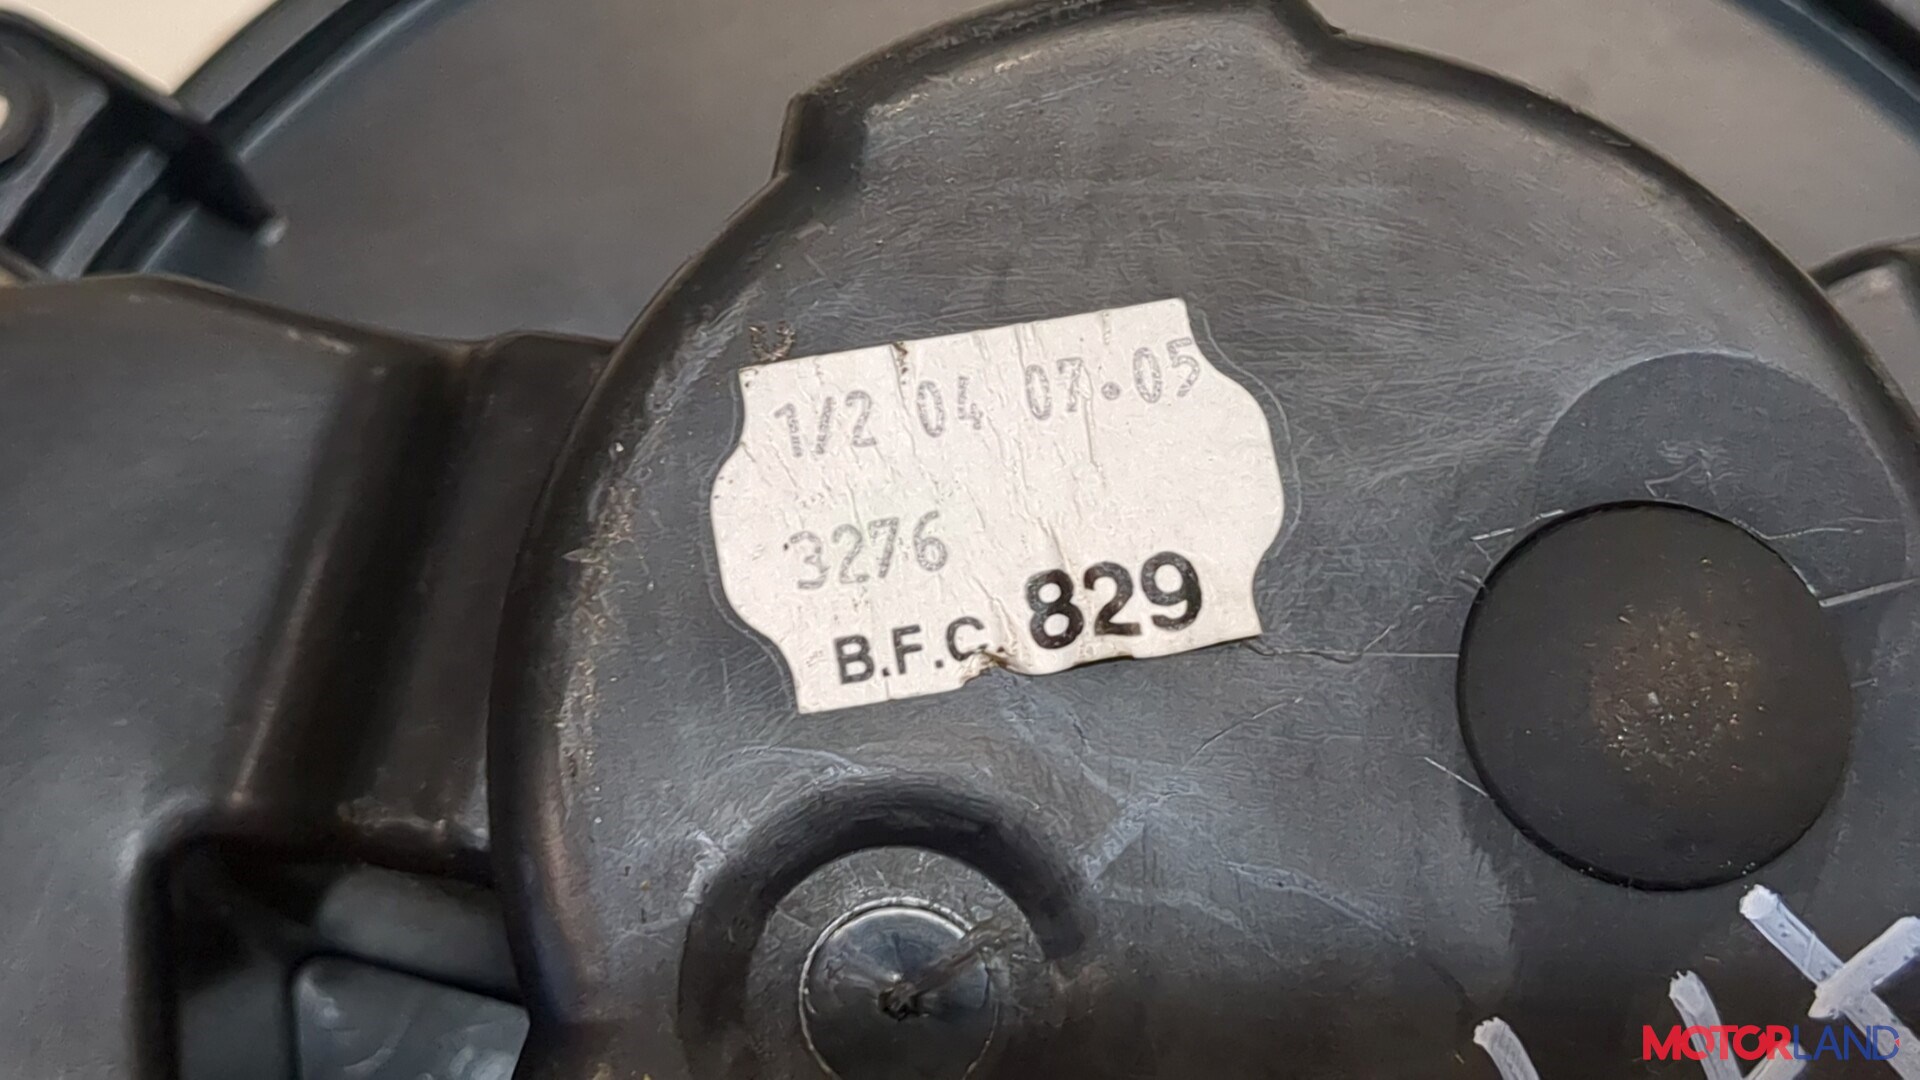 1/2 04 07.05
3276
B.F.C. 829
MOTORLAND